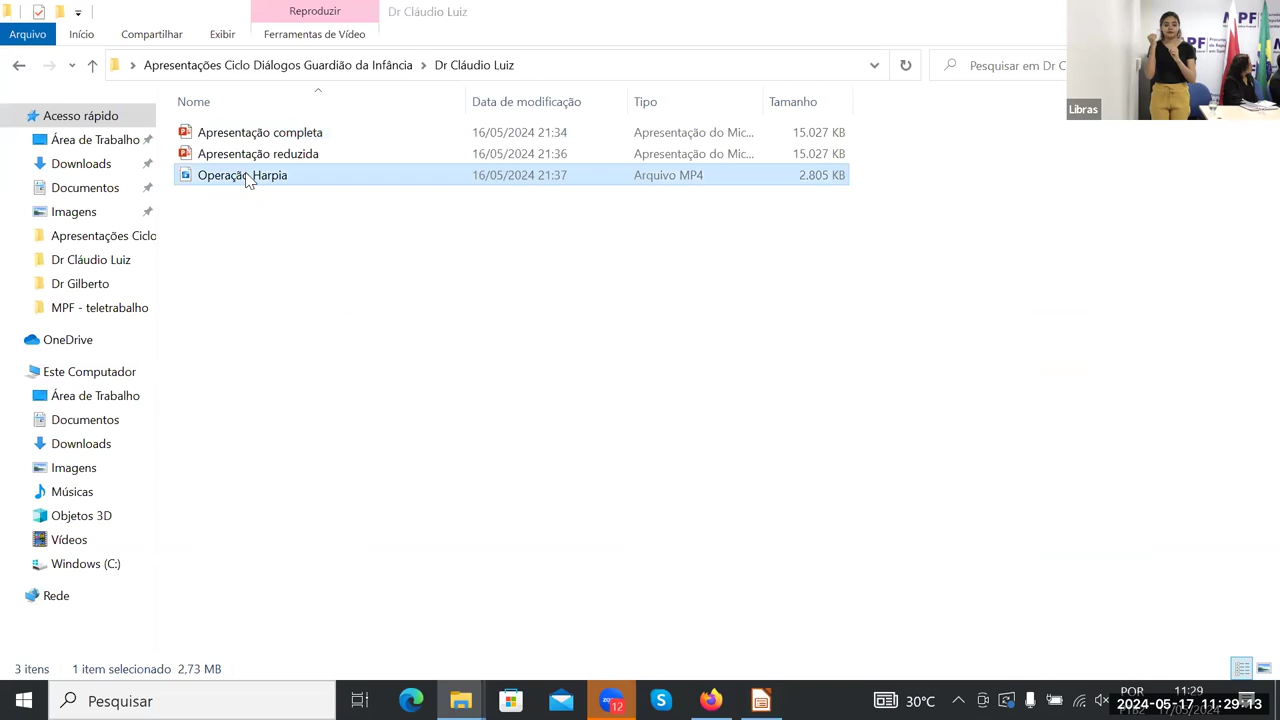 Reproduzir
Dr Cláudio Luiz
Arquivo
Início
Compartilhar
Exibir
Ferramentas de Vídeo
Apresentações Ciclo Diálogos Guardião da Infância
Dr Cláudio Luiz
Pesquisar em Dr C
Nome
Data de modificação
Tipo
Tamanho
Apresentação completa 16/05/2024 21:34 Apresentação do Mic... 15.027 KB
Apresentação reduzida 16/05/2024 21:36 Apresentação do Mic... 15.027 KB
Operação Harpia 16/05/2024 21:37 Arquivo MP4 2.805 KB
Acesso rápido
Área de Trabalho
Downloads
Documentos
Imagens
Apresentações Ciclo
Dr Cláudio Luiz
Dr Gilberto
MPF - teletrabalho
OneDrive
Este Computador
Área de Trabalho
Documentos
Downloads
Imagens
Músicas
Objetos 3D
Vídeos
Windows (C:)
Rede
3 itens
1 item selecionado 2,73 MB
MPF
Libras
Pesquisar
zoom
12
30°C
POR
11:29
2024-05-17 11:29:13